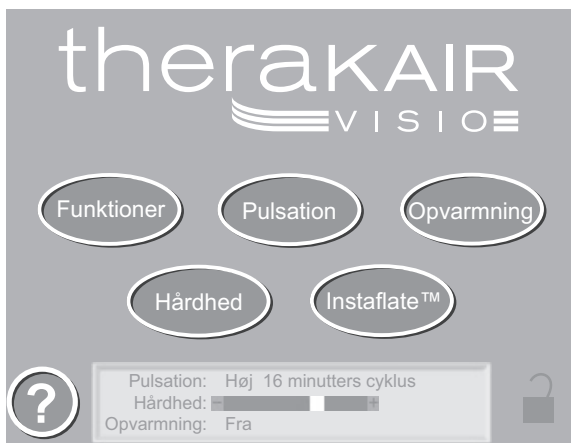 theraKAIR
VISIO
Funktioner Pulsation Opvarmning
Hårdhed Instaflate™
Pulsation: Høj 16 minutters cyklus
Hårdhed: - +
Opvarmning: Fra
?